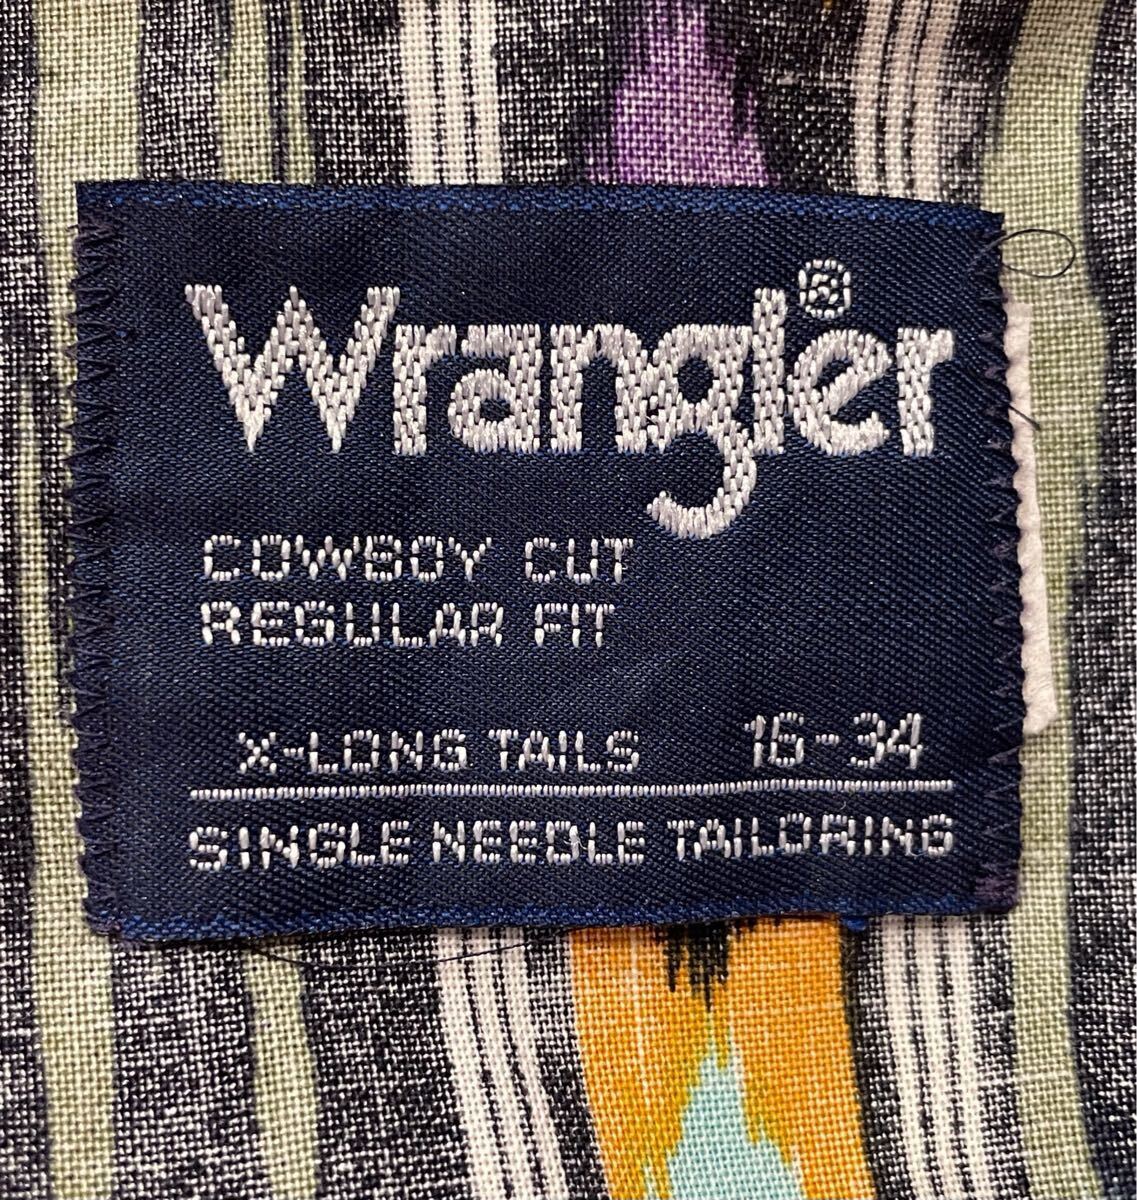 Wrangler®
COWBOY CUT
REGULAR FIT
X-LONG TAILS 16-34
SINGLE NEEDLE TAILORING